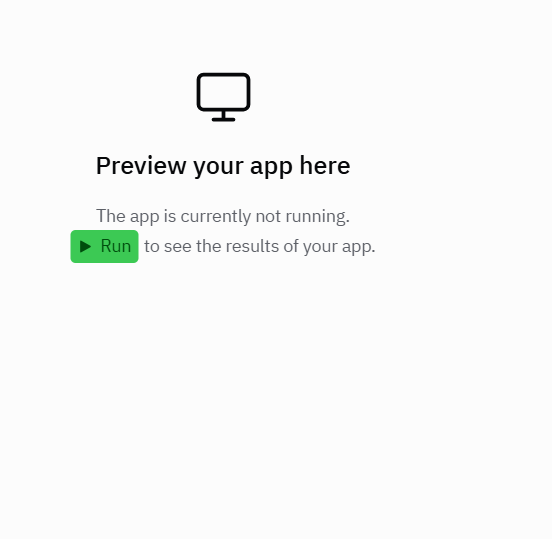 Preview your app here
The app is currently not running.
Run to see the results of your app.